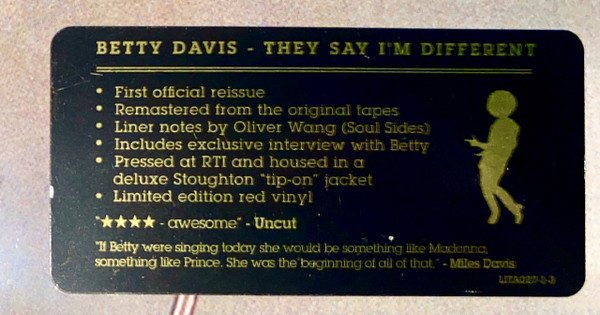 BETTY DAVIS - THEY SAY I'M DIFFERENT
• First official reissue
• Remastered from the original tapes
• Liner notes by Oliver Wang (Soul Sides)
• Includes exclusive interview with Betty
• Pressed at RTI and housed in a
deluxe Stoughton "tip-on" jacket
• Limited edition red vinyl
"★★★★ - awesome" - Uncut
"If Betty were singing today she would be something like Madonna,
something like Prince. She was the beginning of all of that." - Miles Davis